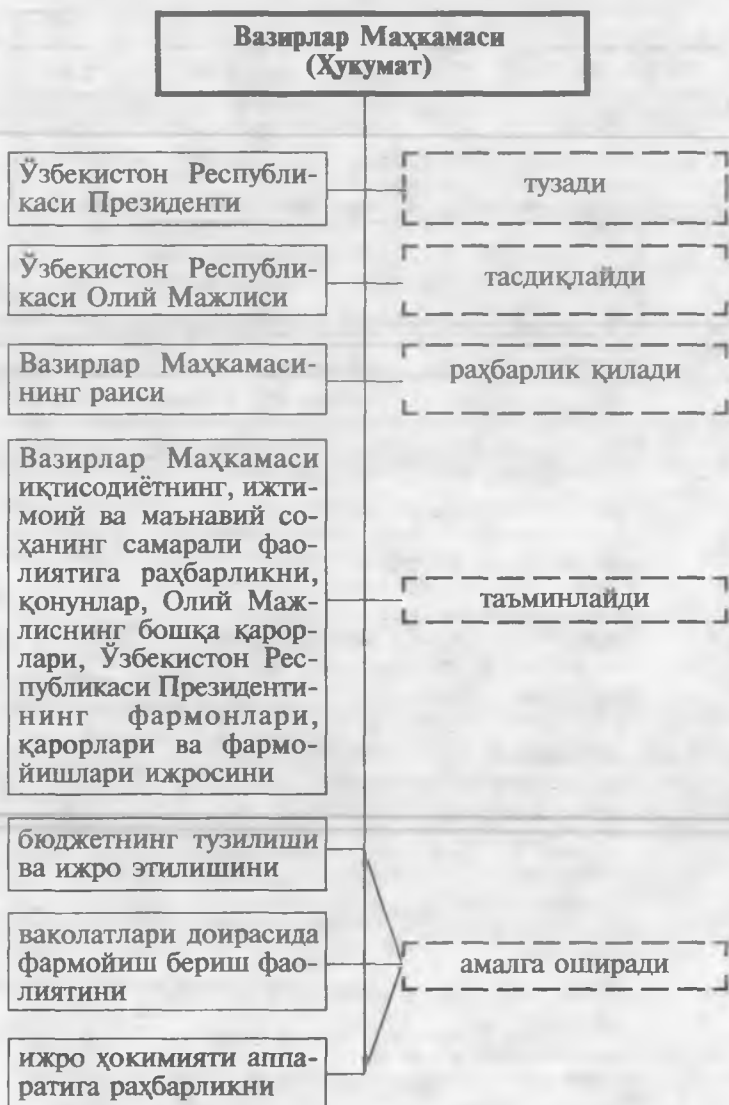 Вазирлар Маҳкамаси
(Ҳукумат)
Ўзбекистон Республи-
каси Президенти
тузади
Ўзбекистон Республи-
каси Олий Мажлиси
тасдиқлайди
Вазирлар Маҳкамаси-
нинг раиси
раҳбарлик қилади
Вазирлар Маҳкамаси
иқтисодиётнинг, ижти-
моий ва маънавий со-
ҳанинг самарали фао-
лиятига раҳбарликни,
қонунлар, Олий Маж-
лиснинг бошқа қарор-
лари, Ўзбекистон Рес-
публикаси Президенти-
нинг фармонлари,
қарорлари ва фармо-
йишлари ижросини
таъминлайди
бюджетнинг тузилиши
ва ижро этилишини
ваколатлари доирасида
фармойиш бериш фао-
лиятини
амалга оширади
ижро ҳокимияти аппа-
ратига раҳбарликни